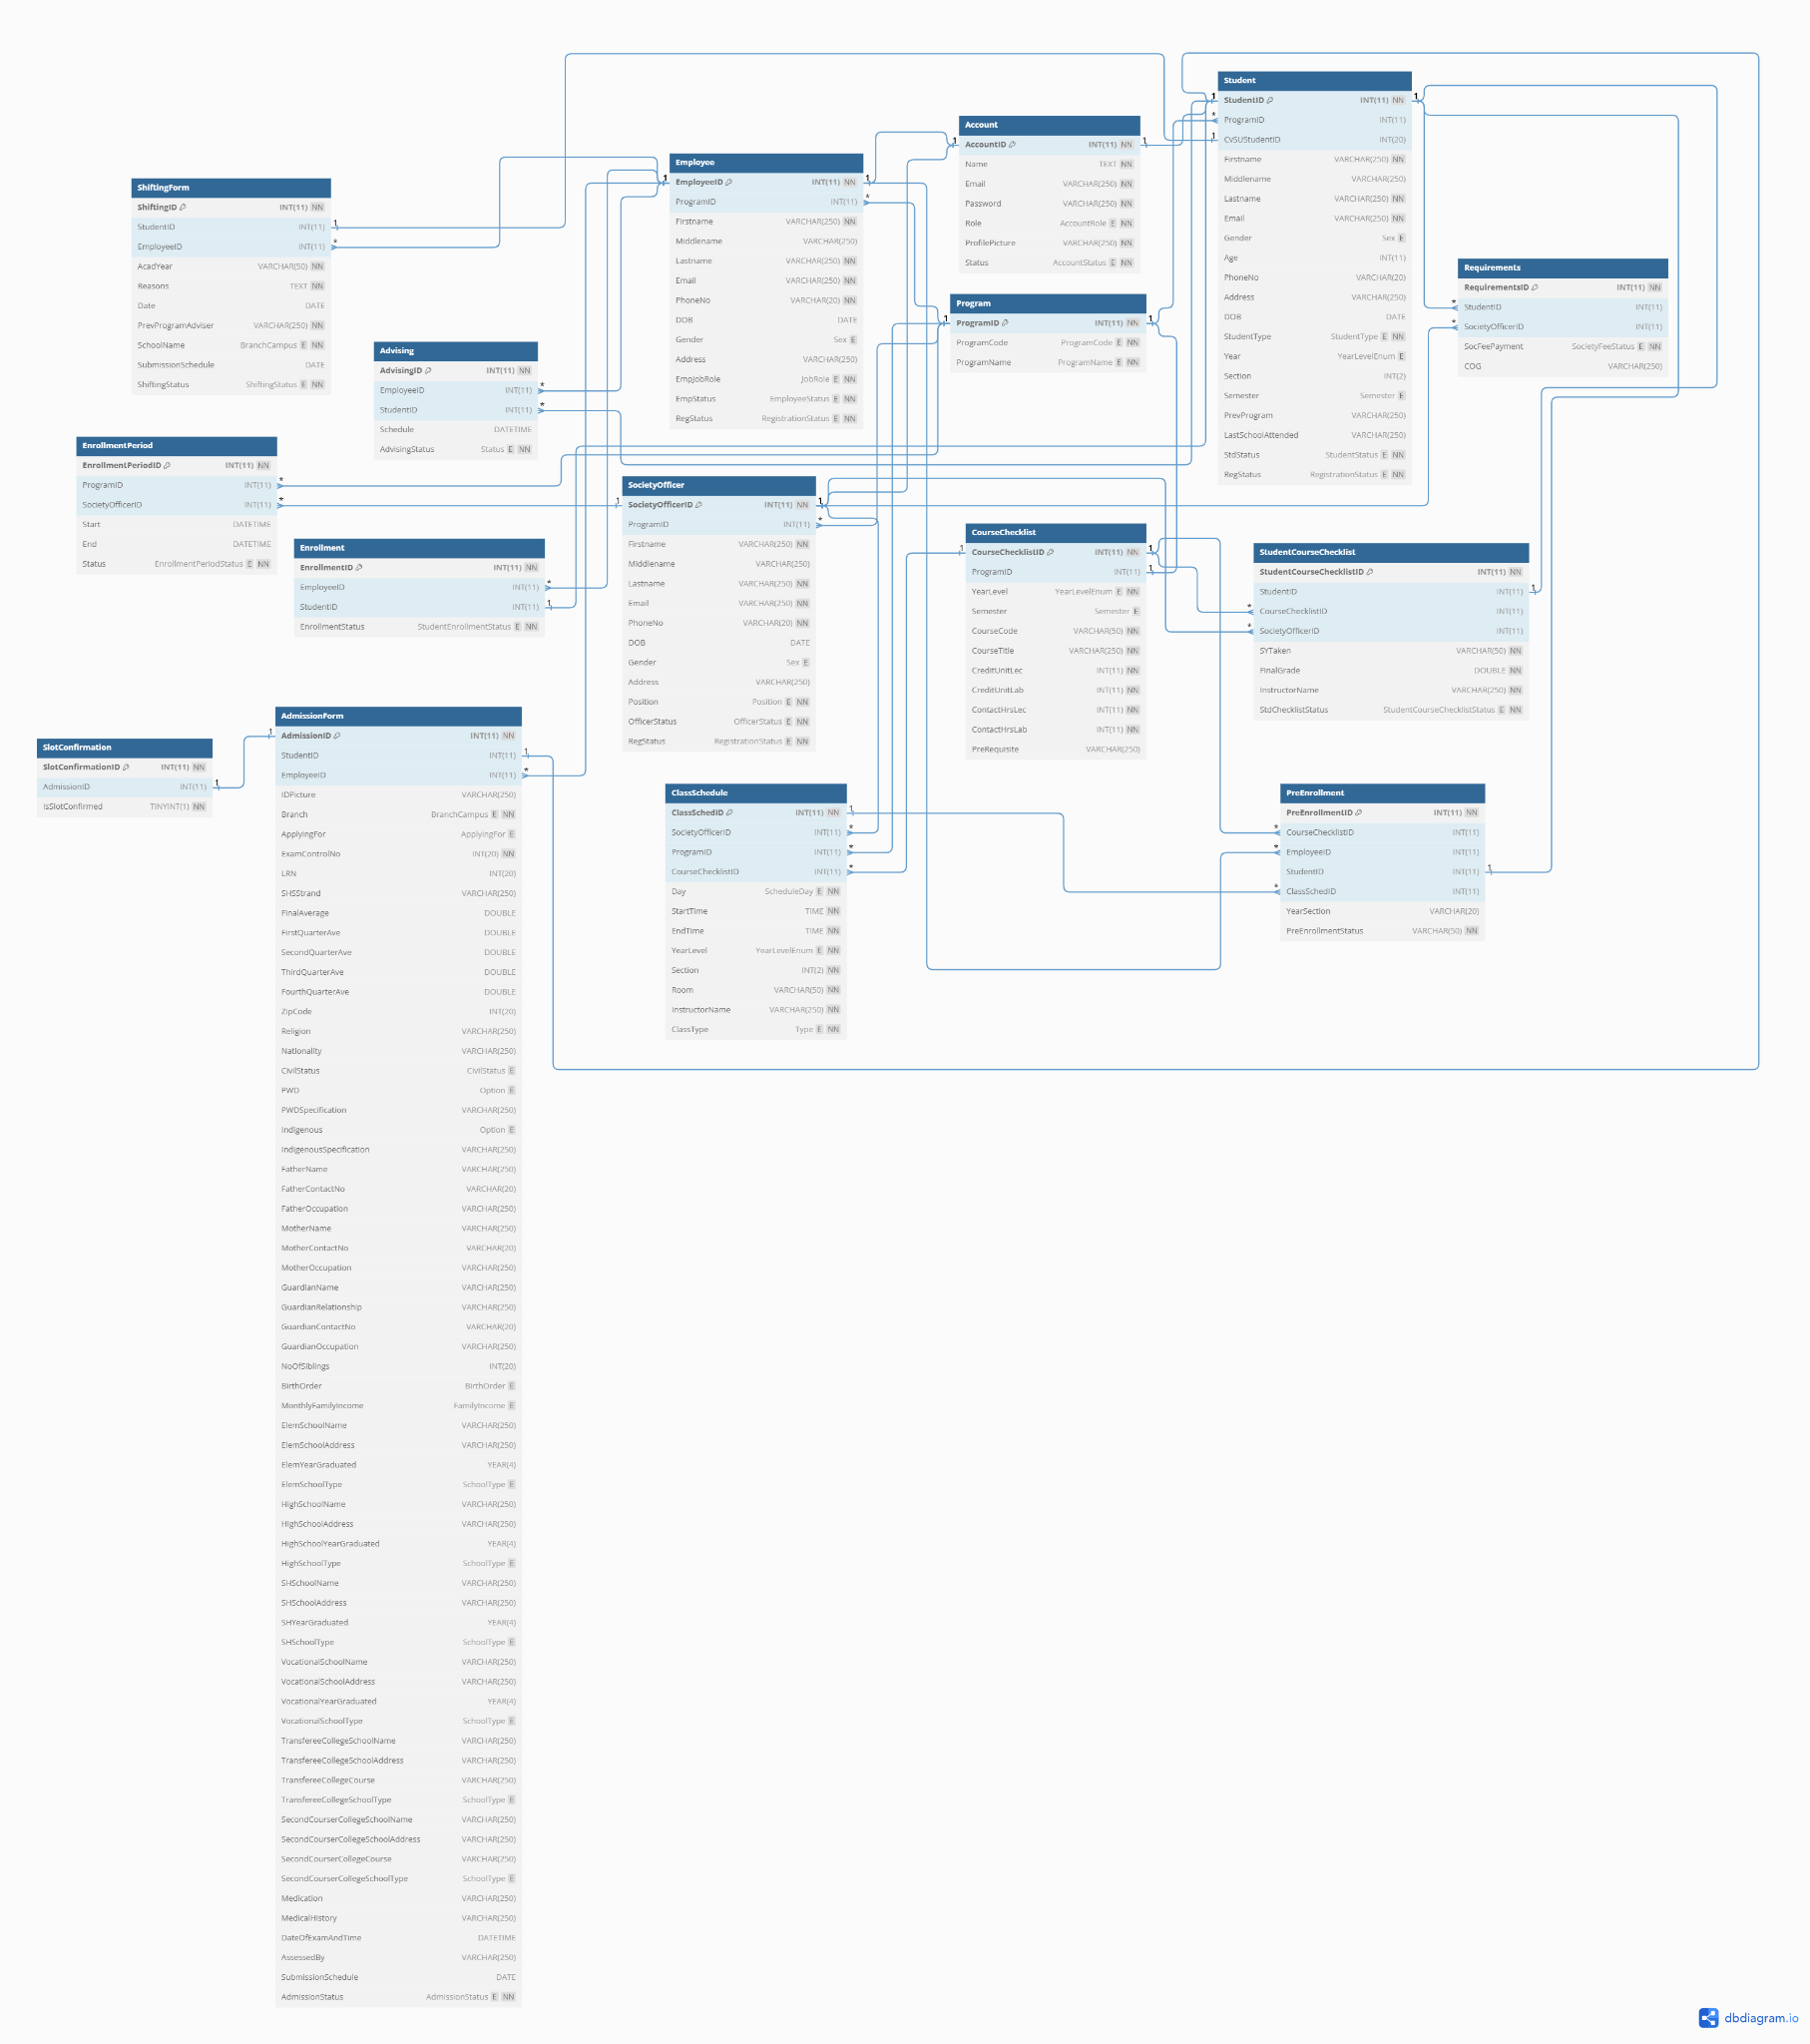 Student
StudentID INT(11) NN
ProgramID INT(11)
CvSUStudentID INT(20)
Firstname VARCHAR(250) NN
Middlename VARCHAR(250)
Lastname VARCHAR(250) NN
Email VARCHAR(250) NN
Gender Sex E
Age INT(11)
PhoneNo VARCHAR(20)
Address VARCHAR(250)
DOB DATE
StudentType StudentType E NN
Year YearLevelEnum E
Section INT(2)
Semester Semester E
PrevProgram VARCHAR(250)
LastSchoolAttended VARCHAR(250)
StdStatus StudentStatus E NN
RegStatus RegistrationStatus E NN
Account
AccountID INT(11) NN
Name TEXT NN
Email VARCHAR(250) NN
Password VARCHAR(250) NN
Role AccountRole E NN
ProfilePicture VARCHAR(250) NN
Status AccountStatus E NN
Employee
EmployeeID INT(11) NN
ProgramID INT(11)
Firstname VARCHAR(250) NN
Middlename VARCHAR(250)
Lastname VARCHAR(250) NN
Email VARCHAR(250) NN
PhoneNo VARCHAR(20) NN
DOB DATE
Gender Sex E
Address VARCHAR(250)
EmpJobRole JobRole E NN
EmpStatus EmployeeStatus E NN
RegStatus RegistrationStatus E NN
ShiftingForm
ShiftingID INT(11) NN
StudentID INT(11)
EmployeeID INT(11)
AcadYear VARCHAR(50) NN
Reasons TEXT NN
Date DATE
PrevProgramAdviser VARCHAR(250) NN
SchoolName BranchCampus E NN
SubmissionSchedule DATE
ShiftingStatus ShiftingStatus E NN
Requirements
RequirementsID INT(11) NN
StudentID INT(11)
SocietyOfficerID INT(11)
SocFeePayment SocietyFeeStatus E NN
COG VARCHAR(250)
Program
ProgramID INT(11) NN
ProgramCode ProgramCode E NN
ProgramName ProgramName E NN
Advising
AdvisingID INT(11) NN
EmployeeID INT(11)
StudentID INT(11)
Schedule DATETIME
AdvisingStatus Status E NN
EnrollmentPeriod
EnrollmentPeriodID INT(11) NN
ProgramID INT(11)
SocietyOfficerID INT(11)
Start DATETIME
End DATETIME
Status EnrollmentPeriodStatus E NN
SocietyOfficer
SocietyOfficerID INT(11) NN
ProgramID INT(11)
Firstname VARCHAR(250) NN
Middlename VARCHAR(250)
Lastname VARCHAR(250) NN
Email VARCHAR(250) NN
PhoneNo VARCHAR(20) NN
DOB DATE
Gender Sex E
Address VARCHAR(250)
Position Position E NN
OfficerStatus OfficerStatus E NN
RegStatus RegistrationStatus E NN
CourseChecklist
CourseChecklistID INT(11) NN
ProgramID INT(11)
YearLevel YearLevelEnum E NN
Semester Semester E
CourseCode VARCHAR(50) NN
CourseTitle VARCHAR(250) NN
CreditUnitLec INT(11) NN
CreditUnitLab INT(11) NN
ContactHrsLec INT(11) NN
ContactHrsLab INT(11) NN
PreRequisite VARCHAR(250)
Enrollment
EnrollmentID INT(11) NN
EmployeeID INT(11)
StudentID INT(11)
EnrollmentStatus StudentEnrollmentStatus E NN
StudentCourseChecklist
StudentCourseChecklistID INT(11) NN
StudentID INT(11)
CourseChecklistID INT(11)
SocietyOfficerID INT(11)
SYTaken VARCHAR(50) NN
FinalGrade DOUBLE NN
InstructorName VARCHAR(250) NN
StdChecklistStatus StudentCourseChecklistStatus E NN
SlotConfirmation
SlotConfirmationID INT(11) NN
AdmissionID INT(11)
IsSlotConfirmed TINYINT(1) NN
ClassSchedule
ClassSchedID INT(11) NN
SocietyOfficerID INT(11)
ProgramID INT(11)
CourseChecklistID INT(11)
Day ScheduleDay E NN
StartTime TIME NN
EndTime TIME NN
YearLevel YearLevelEnum E NN
Section INT(2) NN
Room VARCHAR(50) NN
InstructorName VARCHAR(250) NN
ClassType Type E NN
PreEnrollment
PreEnrollmentID INT(11) NN
CourseChecklistID INT(11)
EmployeeID INT(11)
StudentID INT(11)
ClassSchedID INT(11)
YearSection VARCHAR(20)
PreEnrollmentStatus VARCHAR(50) NN
AdmissionForm
AdmissionID INT(11) NN
StudentID INT(11)
EmployeeID INT(11)
IDPicture VARCHAR(250)
Branch BranchCampus E NN
ApplyingFor ApplyingFor E
ExamControlNo INT(20) NN
LRN INT(20)
SHSStrand VARCHAR(250)
FinalAverage DOUBLE
FirstQuarterAve DOUBLE
SecondQuarterAve DOUBLE
ThirdQuarterAve DOUBLE
FourthQuarterAve DOUBLE
ZipCode INT(20)
Religion VARCHAR(250)
Nationality VARCHAR(250)
CivilStatus CivilStatus E
PWD Option E
PWDSpecification VARCHAR(250)
Indigenous Option E
IndigenousSpecification VARCHAR(250)
FatherName VARCHAR(250)
FatherContactNo VARCHAR(20)
FatherOccupation VARCHAR(250)
MotherName VARCHAR(250)
MotherContactNo VARCHAR(20)
MotherOccupation VARCHAR(250)
GuardianName VARCHAR(250)
GuardianRelationship VARCHAR(250)
GuardianContactNo VARCHAR(20)
GuardianOccupation VARCHAR(250)
NoOfSiblings INT(20)
BirthOrder BirthOrder E
MonthlyFamilyIncome FamilyIncome E
ElemSchoolName VARCHAR(250)
ElemSchoolAddress VARCHAR(250)
ElemYearGraduated YEAR(4)
ElemSchoolType SchoolType E
HighSchoolName VARCHAR(250)
HighSchoolAddress VARCHAR(250)
HighSchoolYearGraduated YEAR(4)
HighSchoolType SchoolType E
SHSchoolName VARCHAR(250)
SHSchoolAddress VARCHAR(250)
SHYearGraduated YEAR(4)
SHSchoolType SchoolType E
VocationalSchoolName VARCHAR(250)
VocationalSchoolAddress VARCHAR(250)
VocationalYearGraduated YEAR(4)
VocationalSchoolType SchoolType E
TransfereeCollegeSchoolName VARCHAR(250)
TransfereeCollegeSchoolAddress VARCHAR(250)
TransfereeCollegeCourse VARCHAR(250)
TransfereeCollegeSchoolType SchoolType E
SecondCourserCollegeSchoolName VARCHAR(250)
SecondCourserCollegeSchoolAddress VARCHAR(250)
SecondCourserCollegeCourse VARCHAR(250)
SecondCourserCollegeSchoolType SchoolType E
Medication VARCHAR(250)
MedicalHistory VARCHAR(250)
DateOfExamAndTime DATETIME
AssessedBy VARCHAR(250)
SubmissionSchedule DATE
AdmissionStatus AdmissionStatus E NN
dbdiagram.io